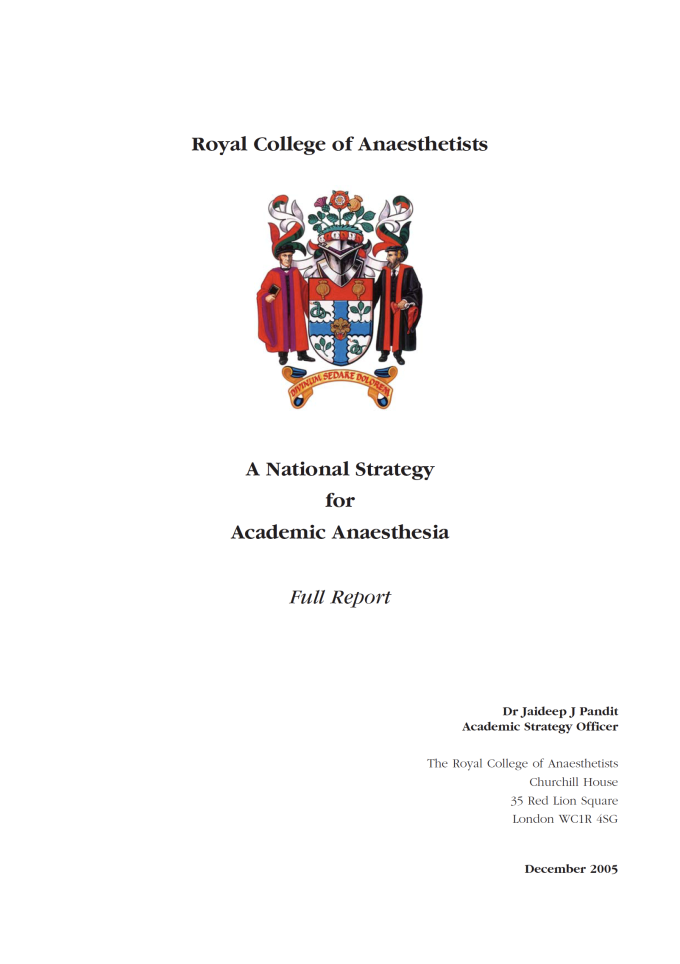 Royal College of Anaesthetists
DIVINUM SEDARE DOLOREM
A National Strategy
for
Academic Anaesthesia
Full Report
Dr Jaideep J Pandit
Academic Strategy Officer
The Royal College of Anaesthetists
Churchill House
35 Red Lion Square
London WC1R 4SG
December 2005